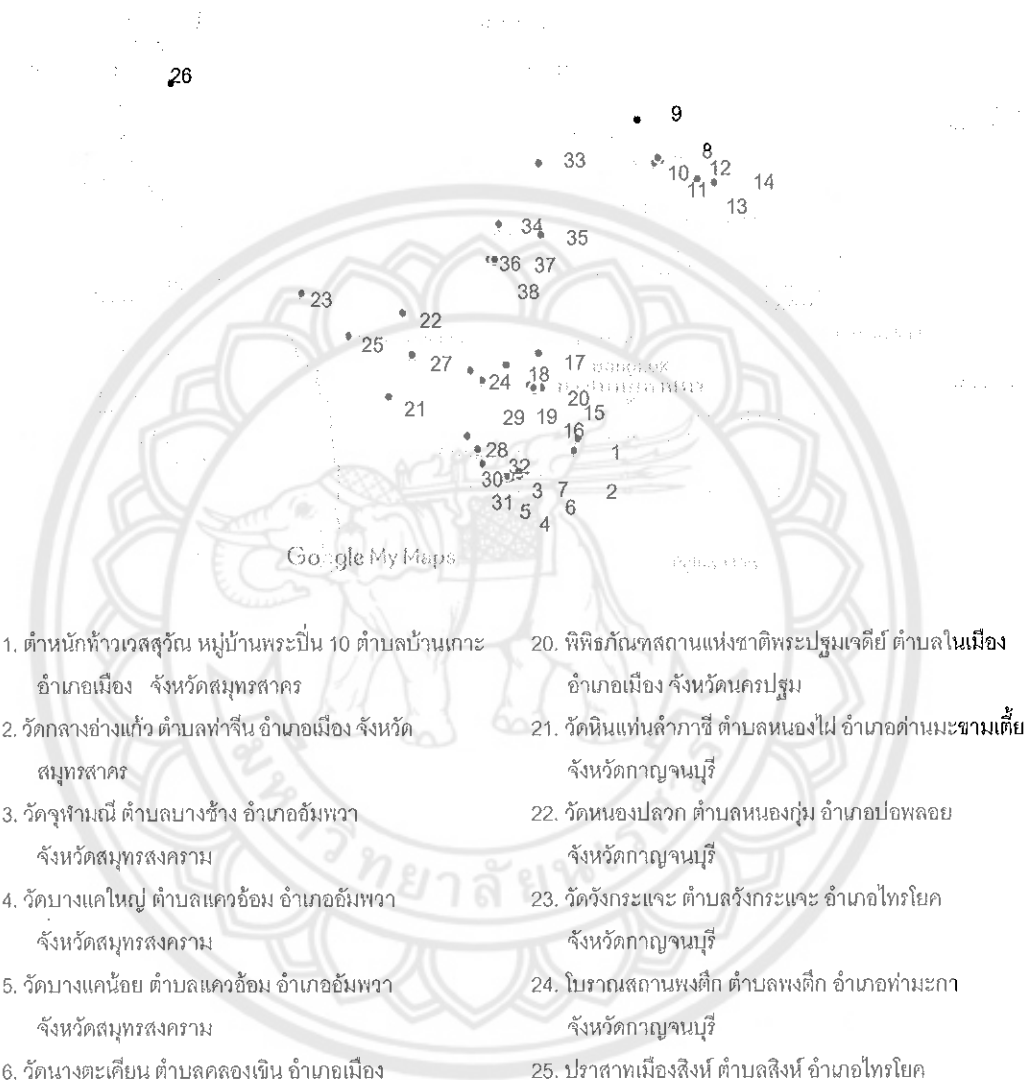 26
9
33
8
10
12
11
14
13
34
35
36
37
38
23
22
25
27
17
18
24
20
21
29
19
15
16
28
1
32
30
3
7
2
31
5
6
4
Google My Maps
1. ตำหนักท้าวเวสสุวัณ หมู่บ้านพระปิ่น 10 ตำบลบ้านเกาะ
อำเภอเมือง จังหวัดสมุทรสาคร
2. วัดกลางอ่างแก้ว ตำบลท่าจีน อำเภอเมือง จังหวัด
สมุทรสาคร
3. วัดจุฬามณี ตำบลบางช้าง อำเภออัมพวา
จังหวัดสมุทรสงคราม
4. วัดบางแคใหญ่ ตำบลแควอ้อม อำเภออัมพวา
จังหวัดสมุทรสงคราม
5. วัดบางแคน้อย ตำบลแควอ้อม อำเภออัมพวา
จังหวัดสมุทรสงคราม
6. วัดนางตะเคียน ตำบลคลองเขิน อำเภอเมือง
20. พิพิธภัณฑสถานแห่งชาติพระปฐมเจดีย์ ตำบลในเมือง
อำเภอเมือง จังหวัดนครปฐม
21. วัดหินแท่นลำภาชี ตำบลหนองไผ่ อำเภอด่านมะขามเตี้ย
จังหวัดกาญจนบุรี
22. วัดหนองปลวก ตำบลหนองกุ่ม อำเภอบ่อพลอย
จังหวัดกาญจนบุรี
23. วัดวังกระแจะ ตำบลวังกระแจะ อำเภอไทรโยค
จังหวัดกาญจนบุรี
24. โบราณสถานพงตึก ตำบลพงตึก อำเภอท่ามะกา
จังหวัดกาญจนบุรี
25. ปราสาทเมืองสิงห์ ตำบลสิงห์ อำเภอไทรโยค